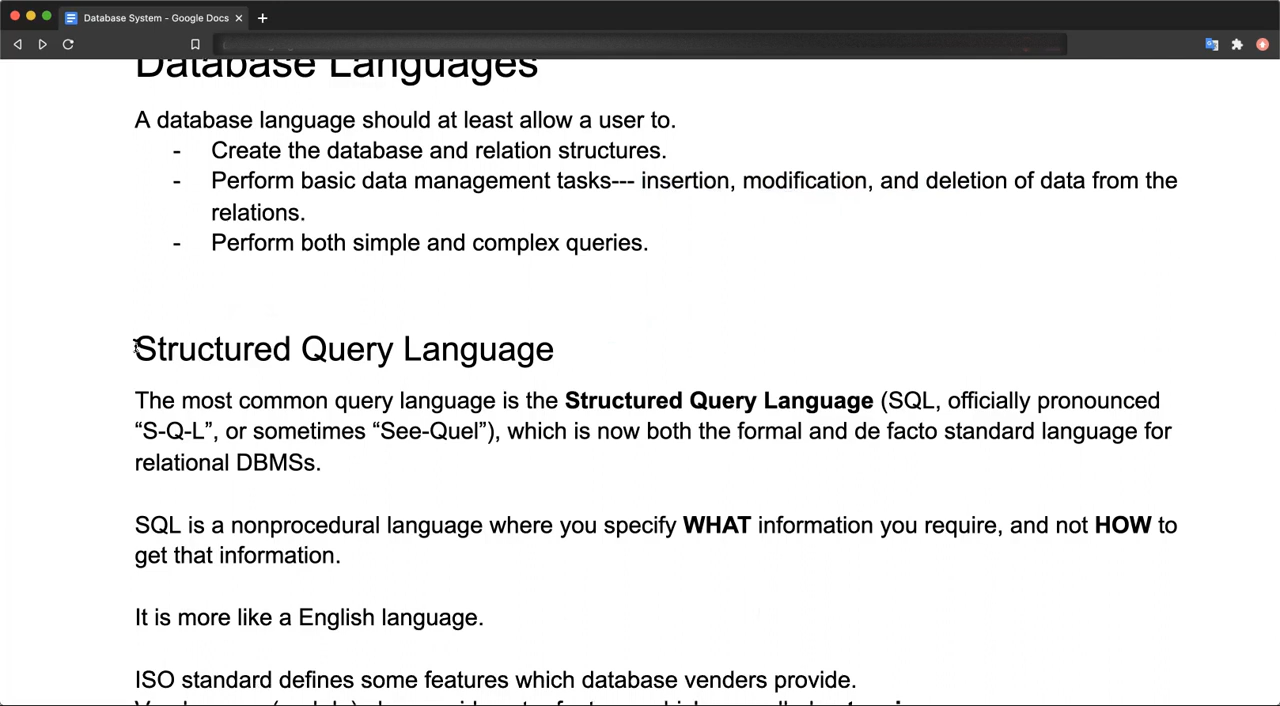 Database System - Google Docs
Database Languages
A database language should at least allow a user to.
- Create the database and relation structures.
- Perform basic data management tasks--- insertion, modification, and deletion of data from the
relations.
- Perform both simple and complex queries.
Structured Query Language
The most common query language is the Structured Query Language (SQL, officially pronounced
“S-Q-L”, or sometimes “See-Quel”), which is now both the formal and de facto standard language for
relational DBMSs.
SQL is a nonprocedural language where you specify WHAT information you require, and not HOW to
get that information.
It is more like a English language.
ISO standard defines some features which database venders provide.